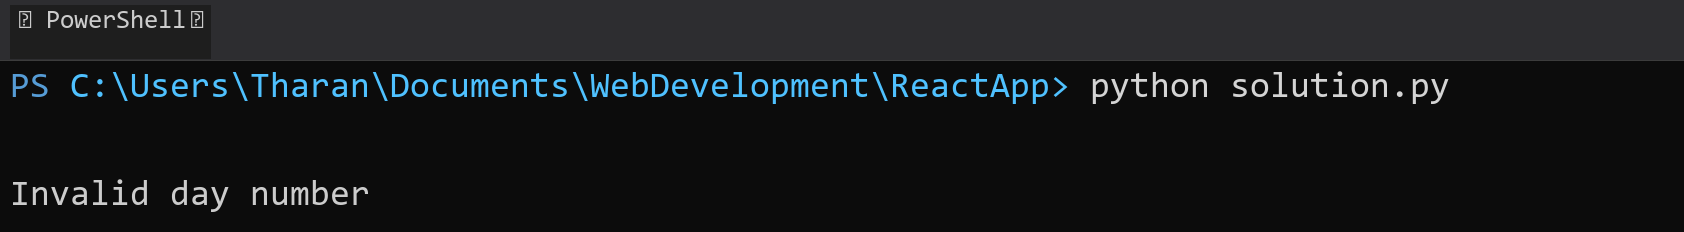 PowerShell
PS C:\Users\Tharan\Documents\WebDevelopment\ReactApp> python solution.py
Invalid day number